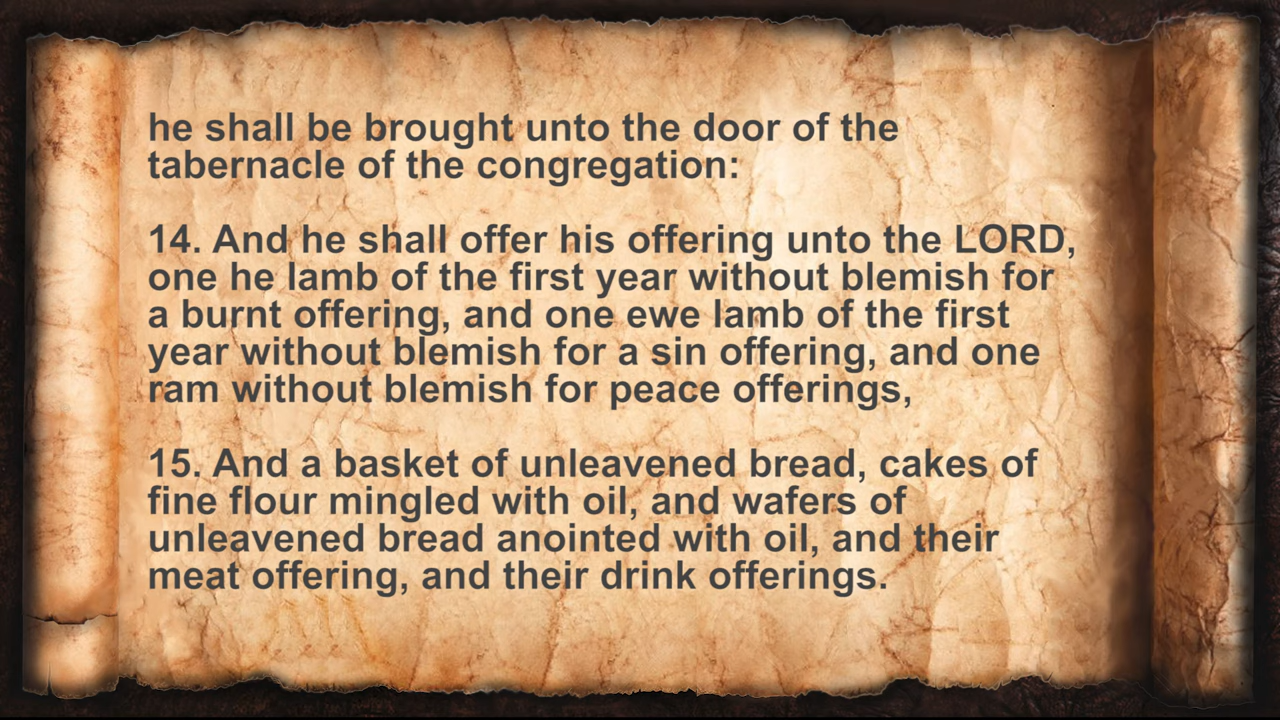 he shall be brought unto the door of the
tabernacle of the congregation:
14. And he shall offer his offering unto the LORD,
one he lamb of the first year without blemish for
a burnt offering, and one ewe lamb of the first
year without blemish for a sin offering, and one
ram without blemish for peace offerings,
15. And a basket of unleavened bread, cakes of
fine flour mingled with oil, and wafers of
unleavened bread anointed with oil, and their
meat offering, and their drink offerings.